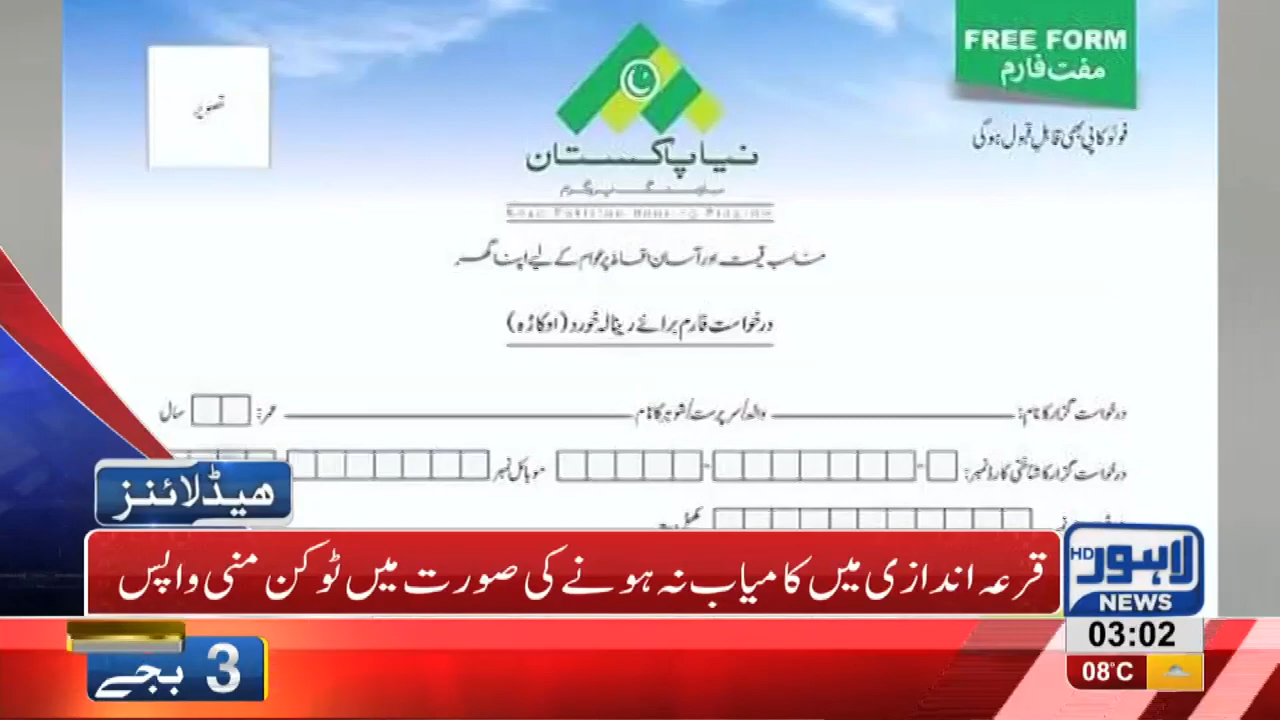 FREE FORM
مفت فارم
فوٹو کاپی بھی قابلِ قبول ہوگی
تصویر
نیا پاکستان
مناسب قیمت اور آسان اقساط پر عوام کے لیے اپنا گھر
درخواست فارم برائے رینالہ خورد (اوکاڑہ)
درخواست گزار کا نام: والد/سرپرست/شوہر کا نام عمر: سال
درخواست گزار کا شناختی کارڈ نمبر: - - موبائل نمبر
ھیڈلائنز
قرعہ اندازی میں کامیاب نہ ہونے کی صورت میں ٹوکن منی واپس
لاہور HD
NEWS
03:02
08°C
3 بجے